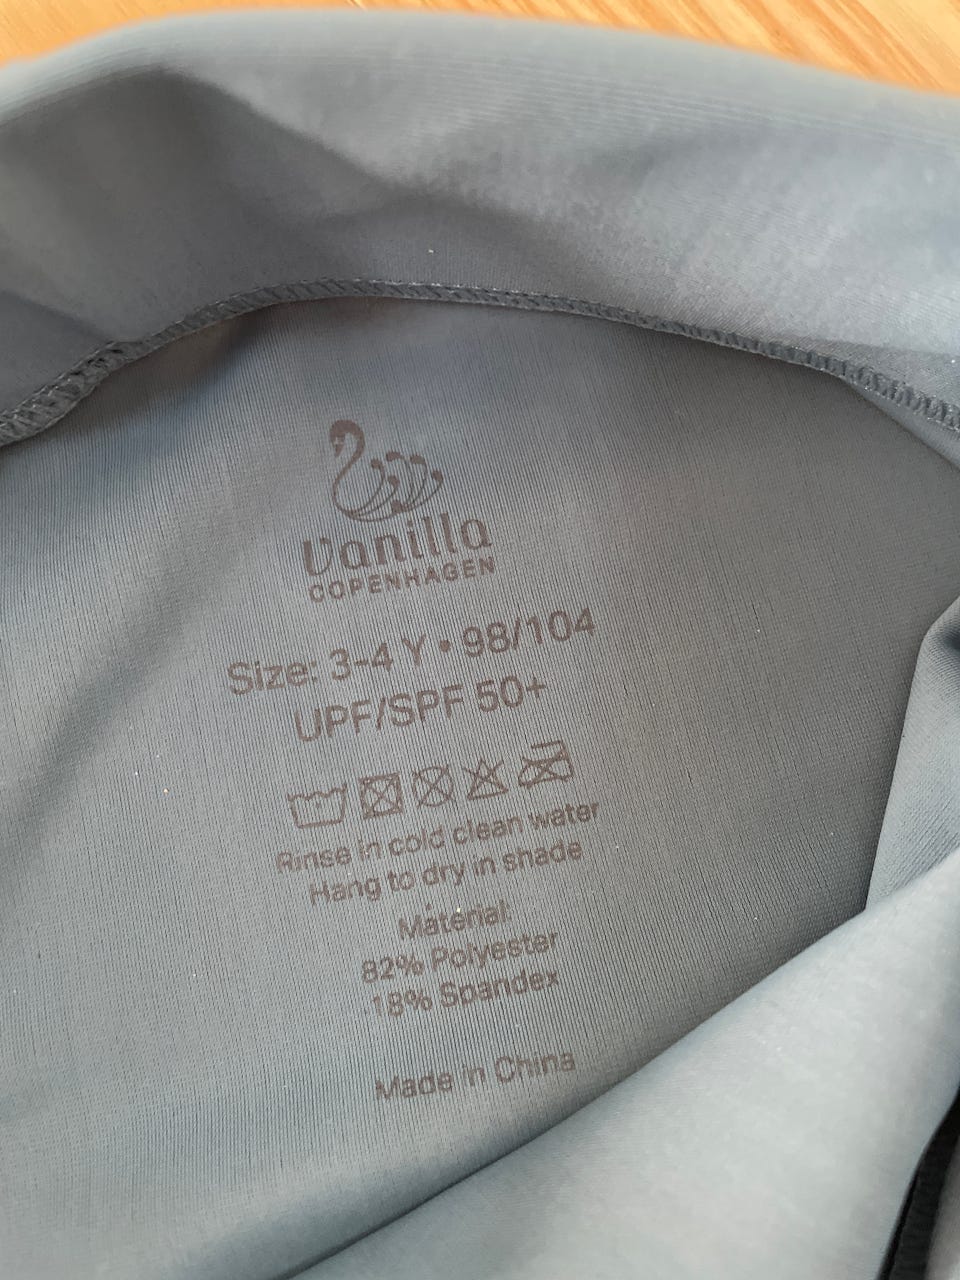 Vanilla
COPENHAGEN
Size: 3-4 Y • 98/104
UPF/SPF 50+
Rinse in cold clean water
Hang to dry in shade
Material:
82% Polyester
18% Spandex
Made in China